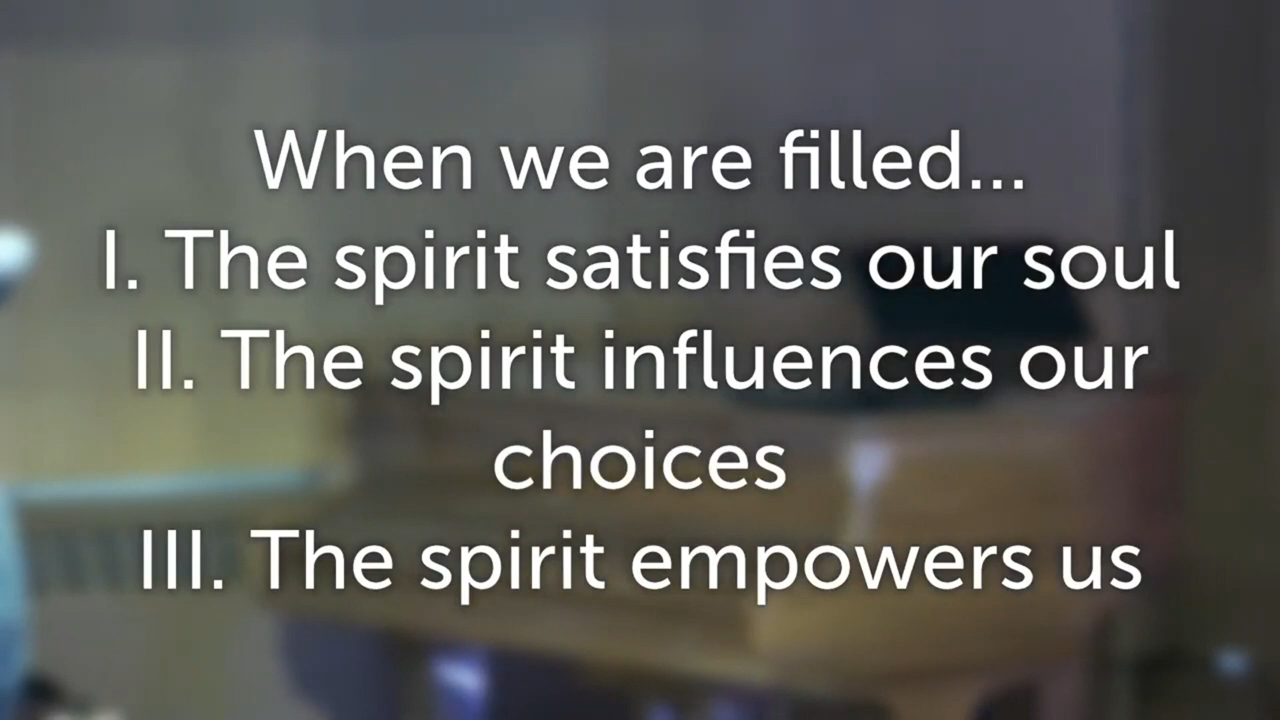 When we are filled...
I. The spirit satisfies our soul
II. The spirit influences our
choices
III. The spirit empowers us